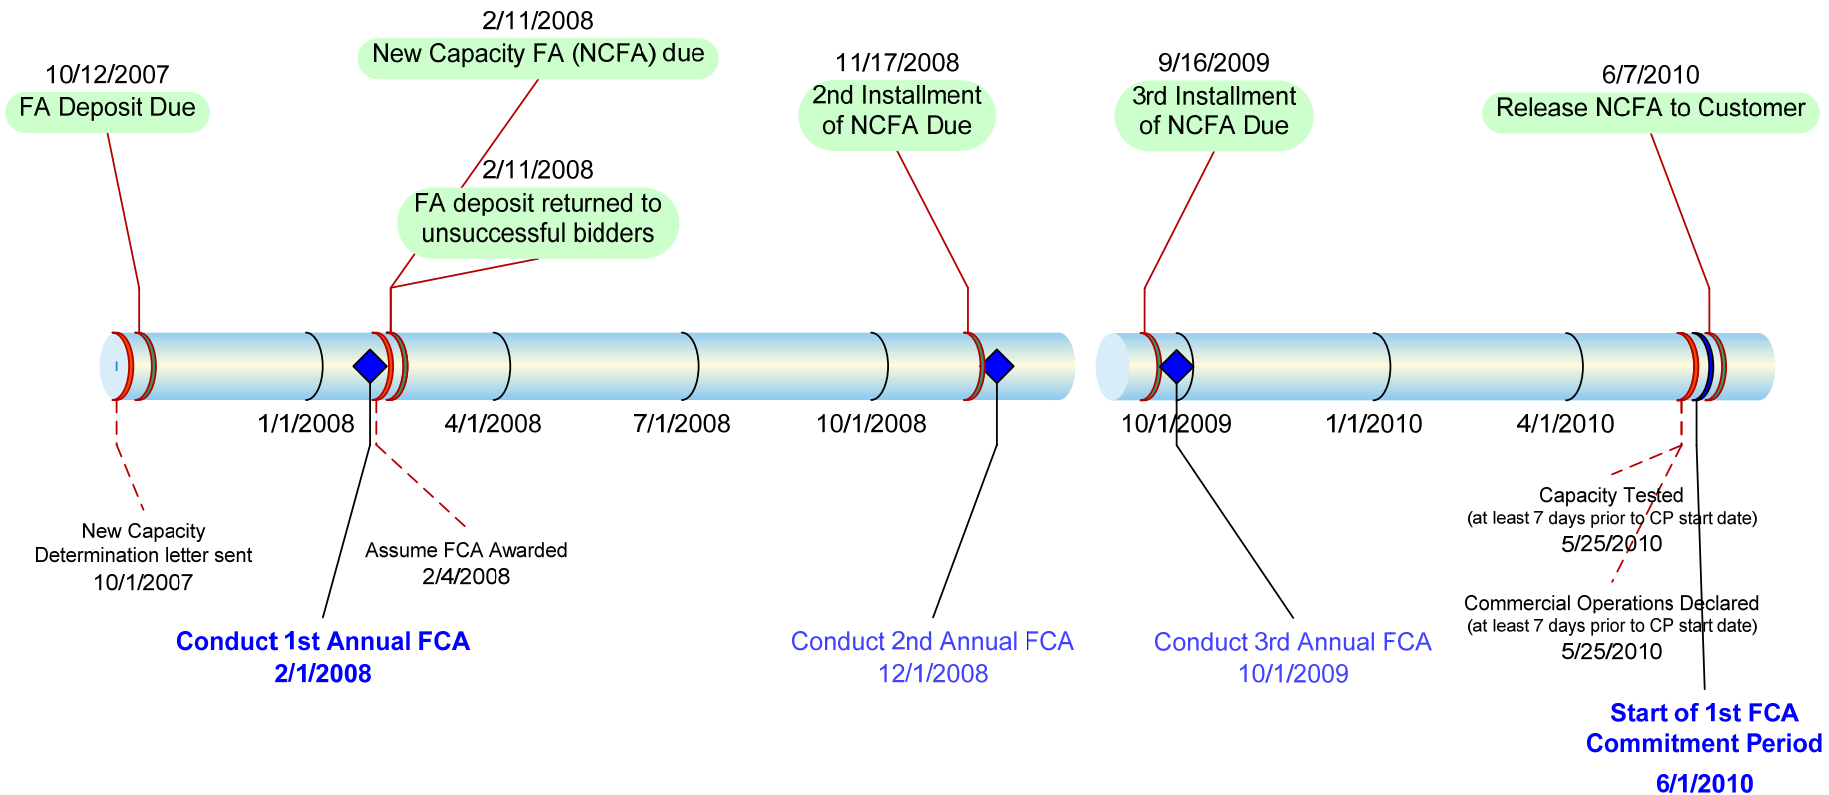 10/12/2007
FA Deposit Due
2/11/2008
New Capacity FA (NCFA) due
2/11/2008
FA deposit returned to
unsuccessful bidders
11/17/2008
2nd Installment
of NCFA Due
9/16/2009
3rd Installment
of NCFA Due
6/7/2010
Release NCFA to Customer
1/1/2008
4/1/2008
7/1/2008
10/1/2008
10/1/2009
1/1/2010
4/1/2010
New Capacity
Determination letter sent
10/1/2007
Assume FCA Awarded
2/4/2008
Capacity Tested
(at least 7 days prior to CP start date)
5/25/2010
Commercial Operations Declared
(at least 7 days prior to CP start date)
5/25/2010
Conduct 1st Annual FCA
2/1/2008
Conduct 2nd Annual FCA
12/1/2008
Conduct 3rd Annual FCA
10/1/2009
Start of 1st FCA
Commitment Period
6/1/2010